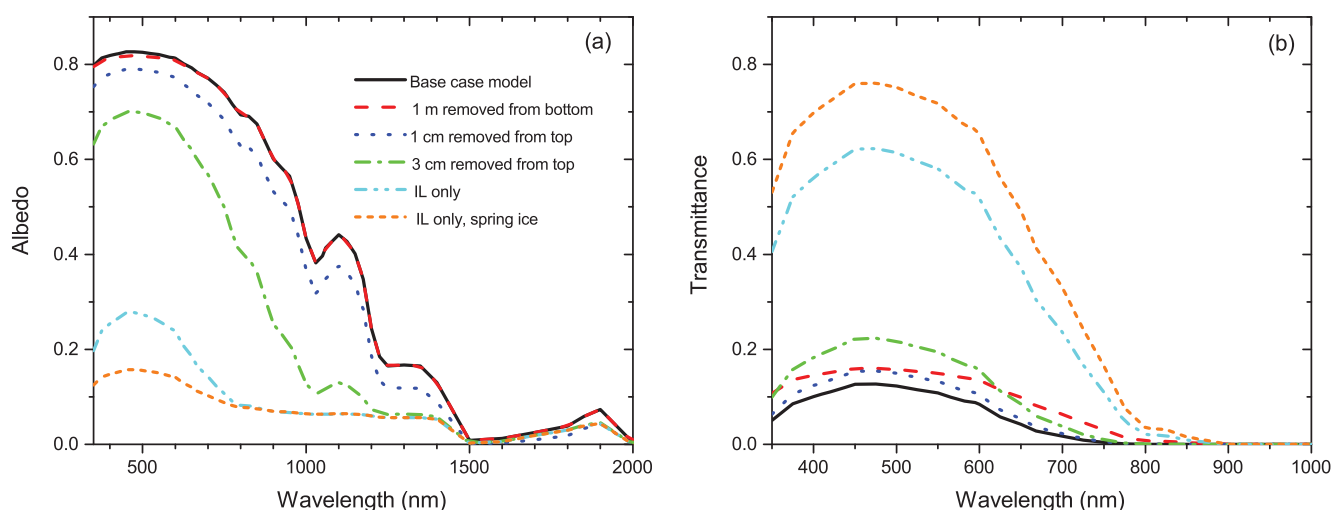 (a)
Albedo
0.8
0.6
0.4
0.2
0.0
Base case model
1 m removed from bottom
1 cm removed from top
3 cm removed from top
IL only
IL only, spring ice
500 1000 1500 2000
Wavelength (nm)
(b)
Transmittance
0.8
0.6
0.4
0.2
0.0
400 500 600 700 800 900 1000
Wavelength (nm)